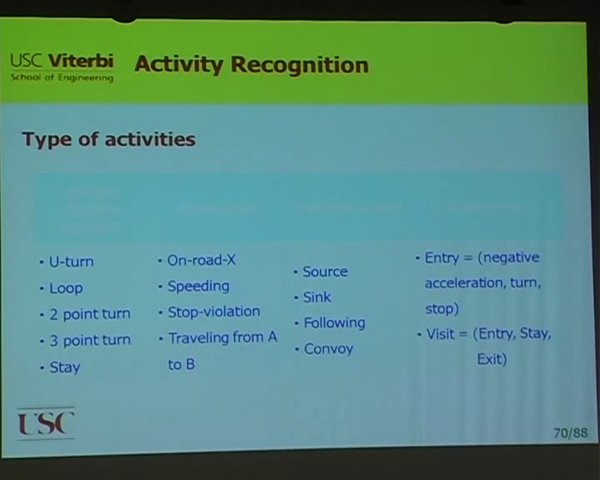 USC Viterbi
School of Engineering
Activity Recognition
Type of activities
• U-turn
• Loop
• 2 point turn
• 3 point turn
• Stay
• On-road-X
• Speeding
• Stop-violation
• Traveling from A
to B
• Source
• Sink
• Following
• Convoy
• Entry = (negative
acceleration, turn,
stop)
• Visit = (Entry, Stay,
Exit)
USC
70/88